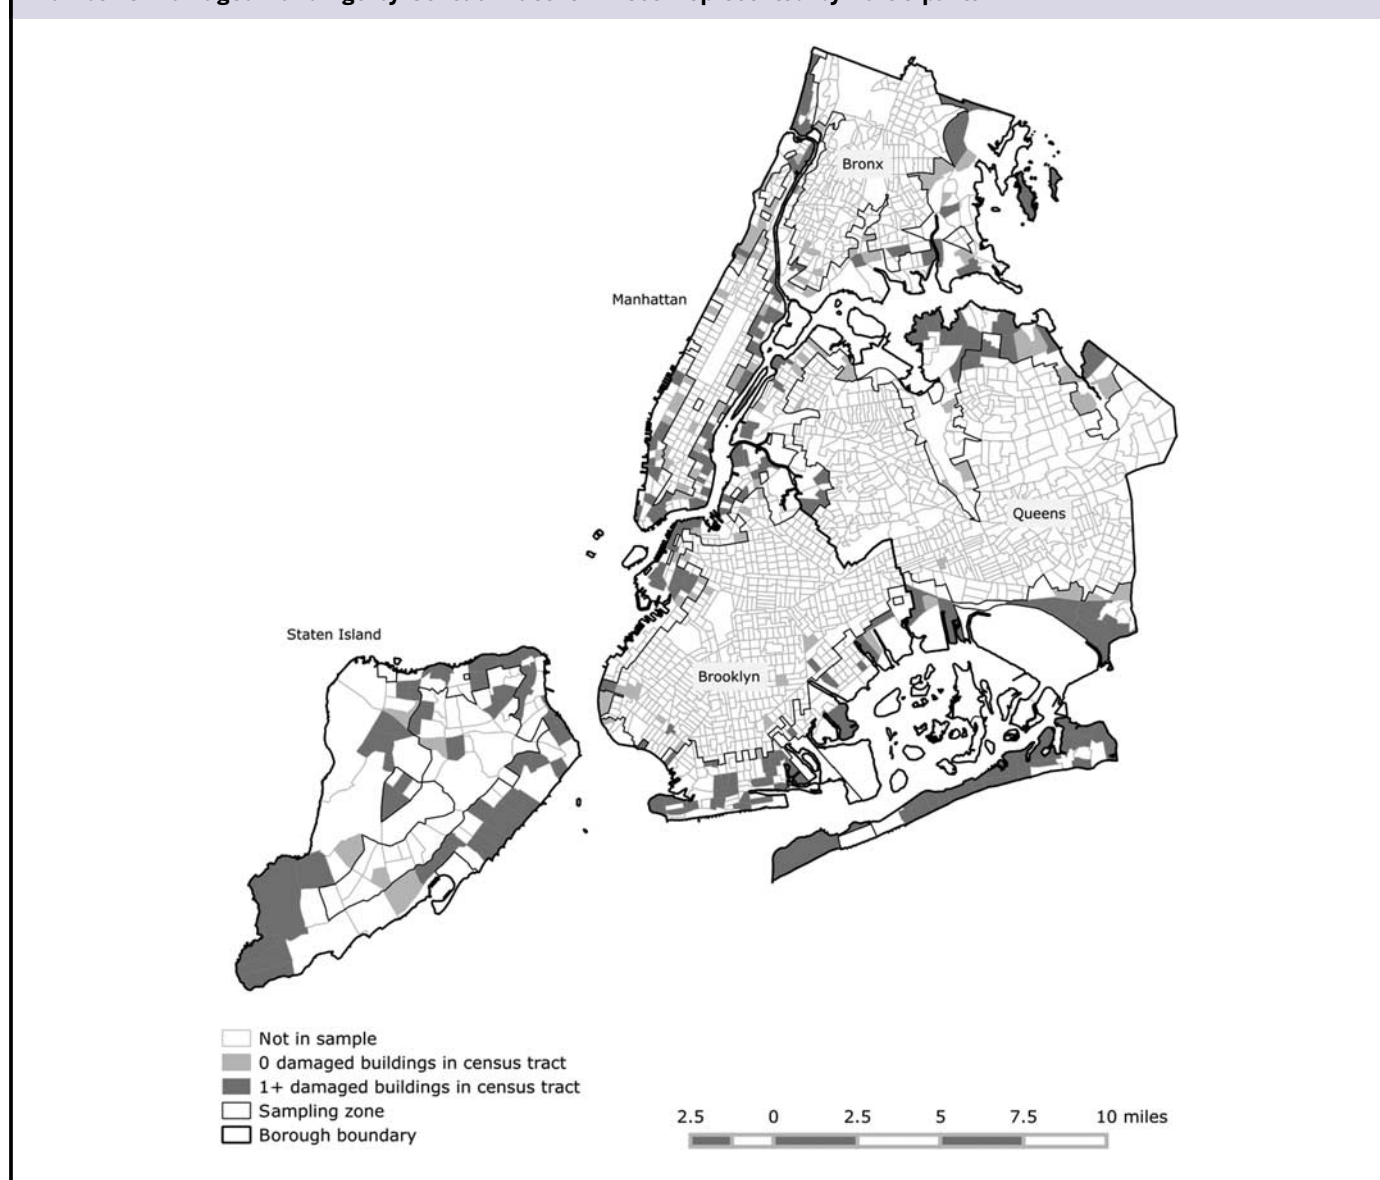 Bronx
Manhattan
Queens
Staten Island
Brooklyn
Not in sample
0 damaged buildings in census tract
1+ damaged buildings in census tract
Sampling zone
Borough boundary
2.5 0 2.5 5 7.5 10 miles